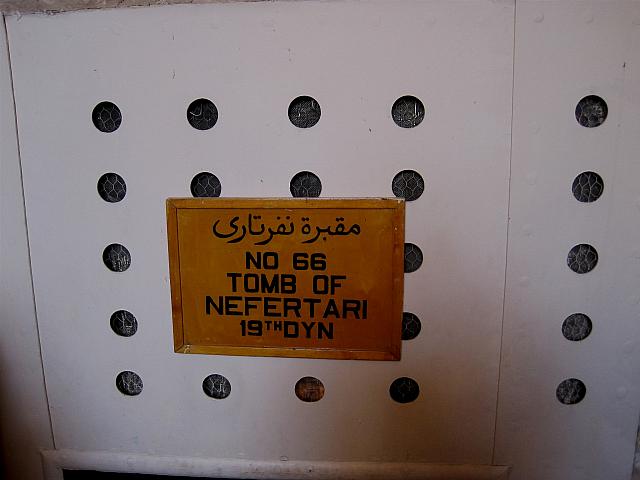 مقبرة نفرتارى
NO 66
TOMB OF
NEFERTARI
19TH DYN